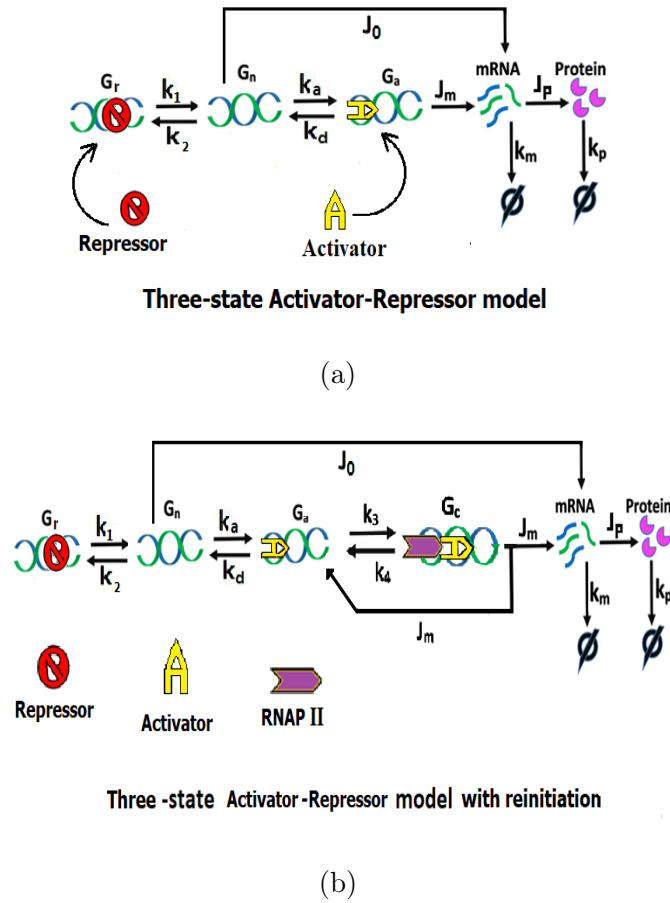 J0
Gr Gn Ga mRNA Protein
k1 ka Jm JP
k2 kd km kp
Ø Ø
Repressor Activator
A
Three-state Activator-Repressor model
(a)
J0
Gr Gn Ga Gc mRNA Protein
k1 ka k3 Jm JP
k2 kd k4 km kp
Jm
Ø Ø
A
Repressor Activator RNAP II
Three -state Activator-Repressor model with reinitiation
(b)